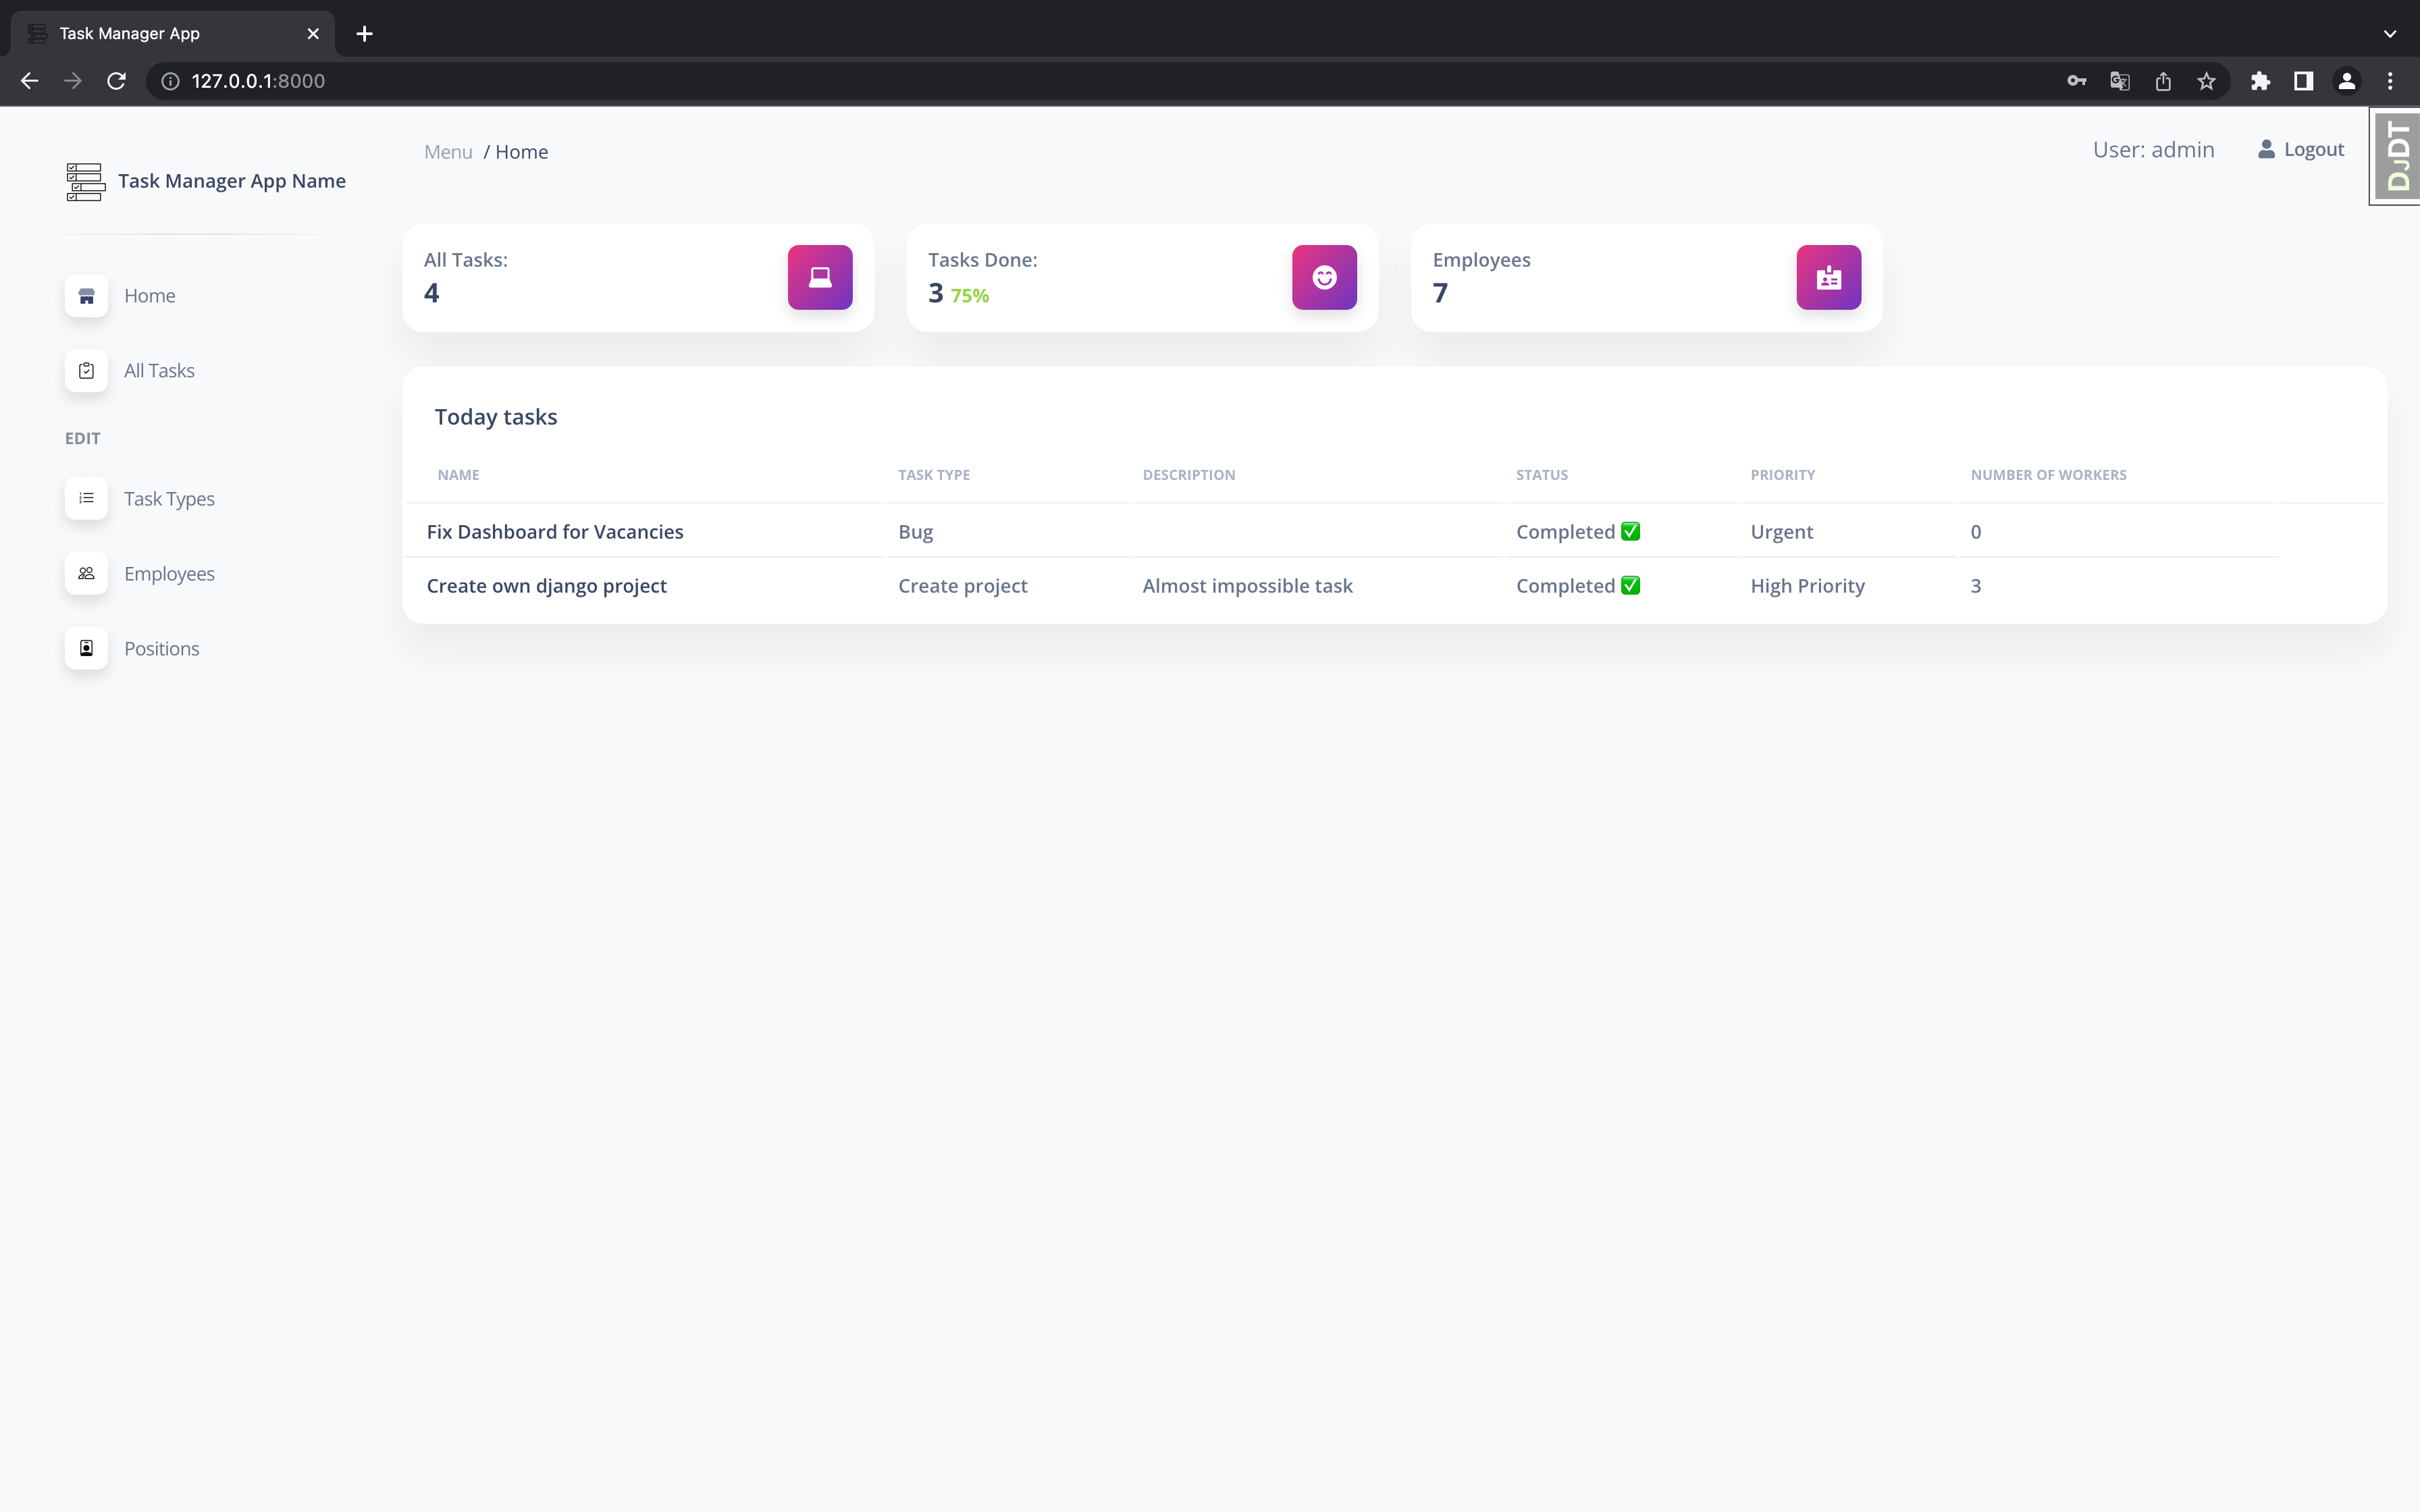 Task Manager App
127.0.0.1:8000
Menu / Home
User: admin
Logout
DJDT
Task Manager App Name
Home
All Tasks
EDIT
Task Types
Employees
Positions
All Tasks:
4
Tasks Done:
3 75%
Employees
7
Today tasks
NAME TASK TYPE DESCRIPTION STATUS PRIORITY NUMBER OF WORKERS
Fix Dashboard for Vacancies Bug Completed ✅ Urgent 0
Create own django project Create project Almost impossible task Completed ✅ High Priority 3